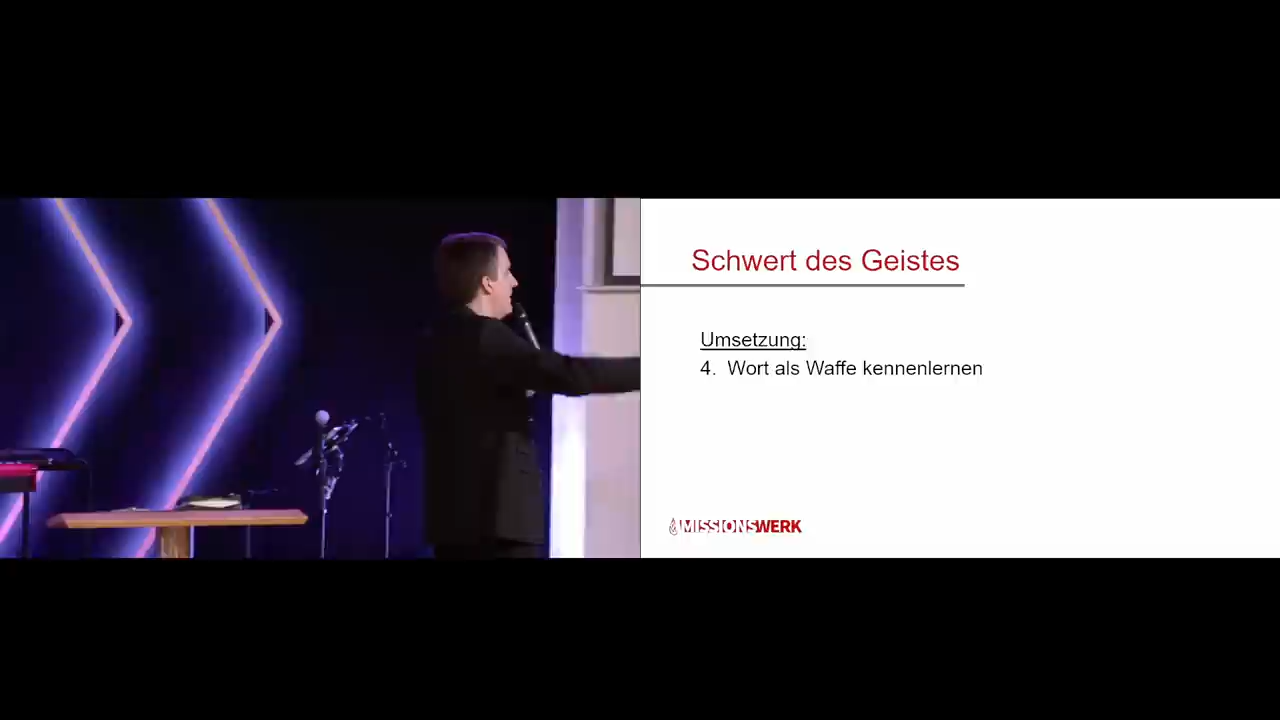 Schwert des Geistes
Umsetzung:
4. Wort als Waffe kennenlernen
MISSIONSWERK